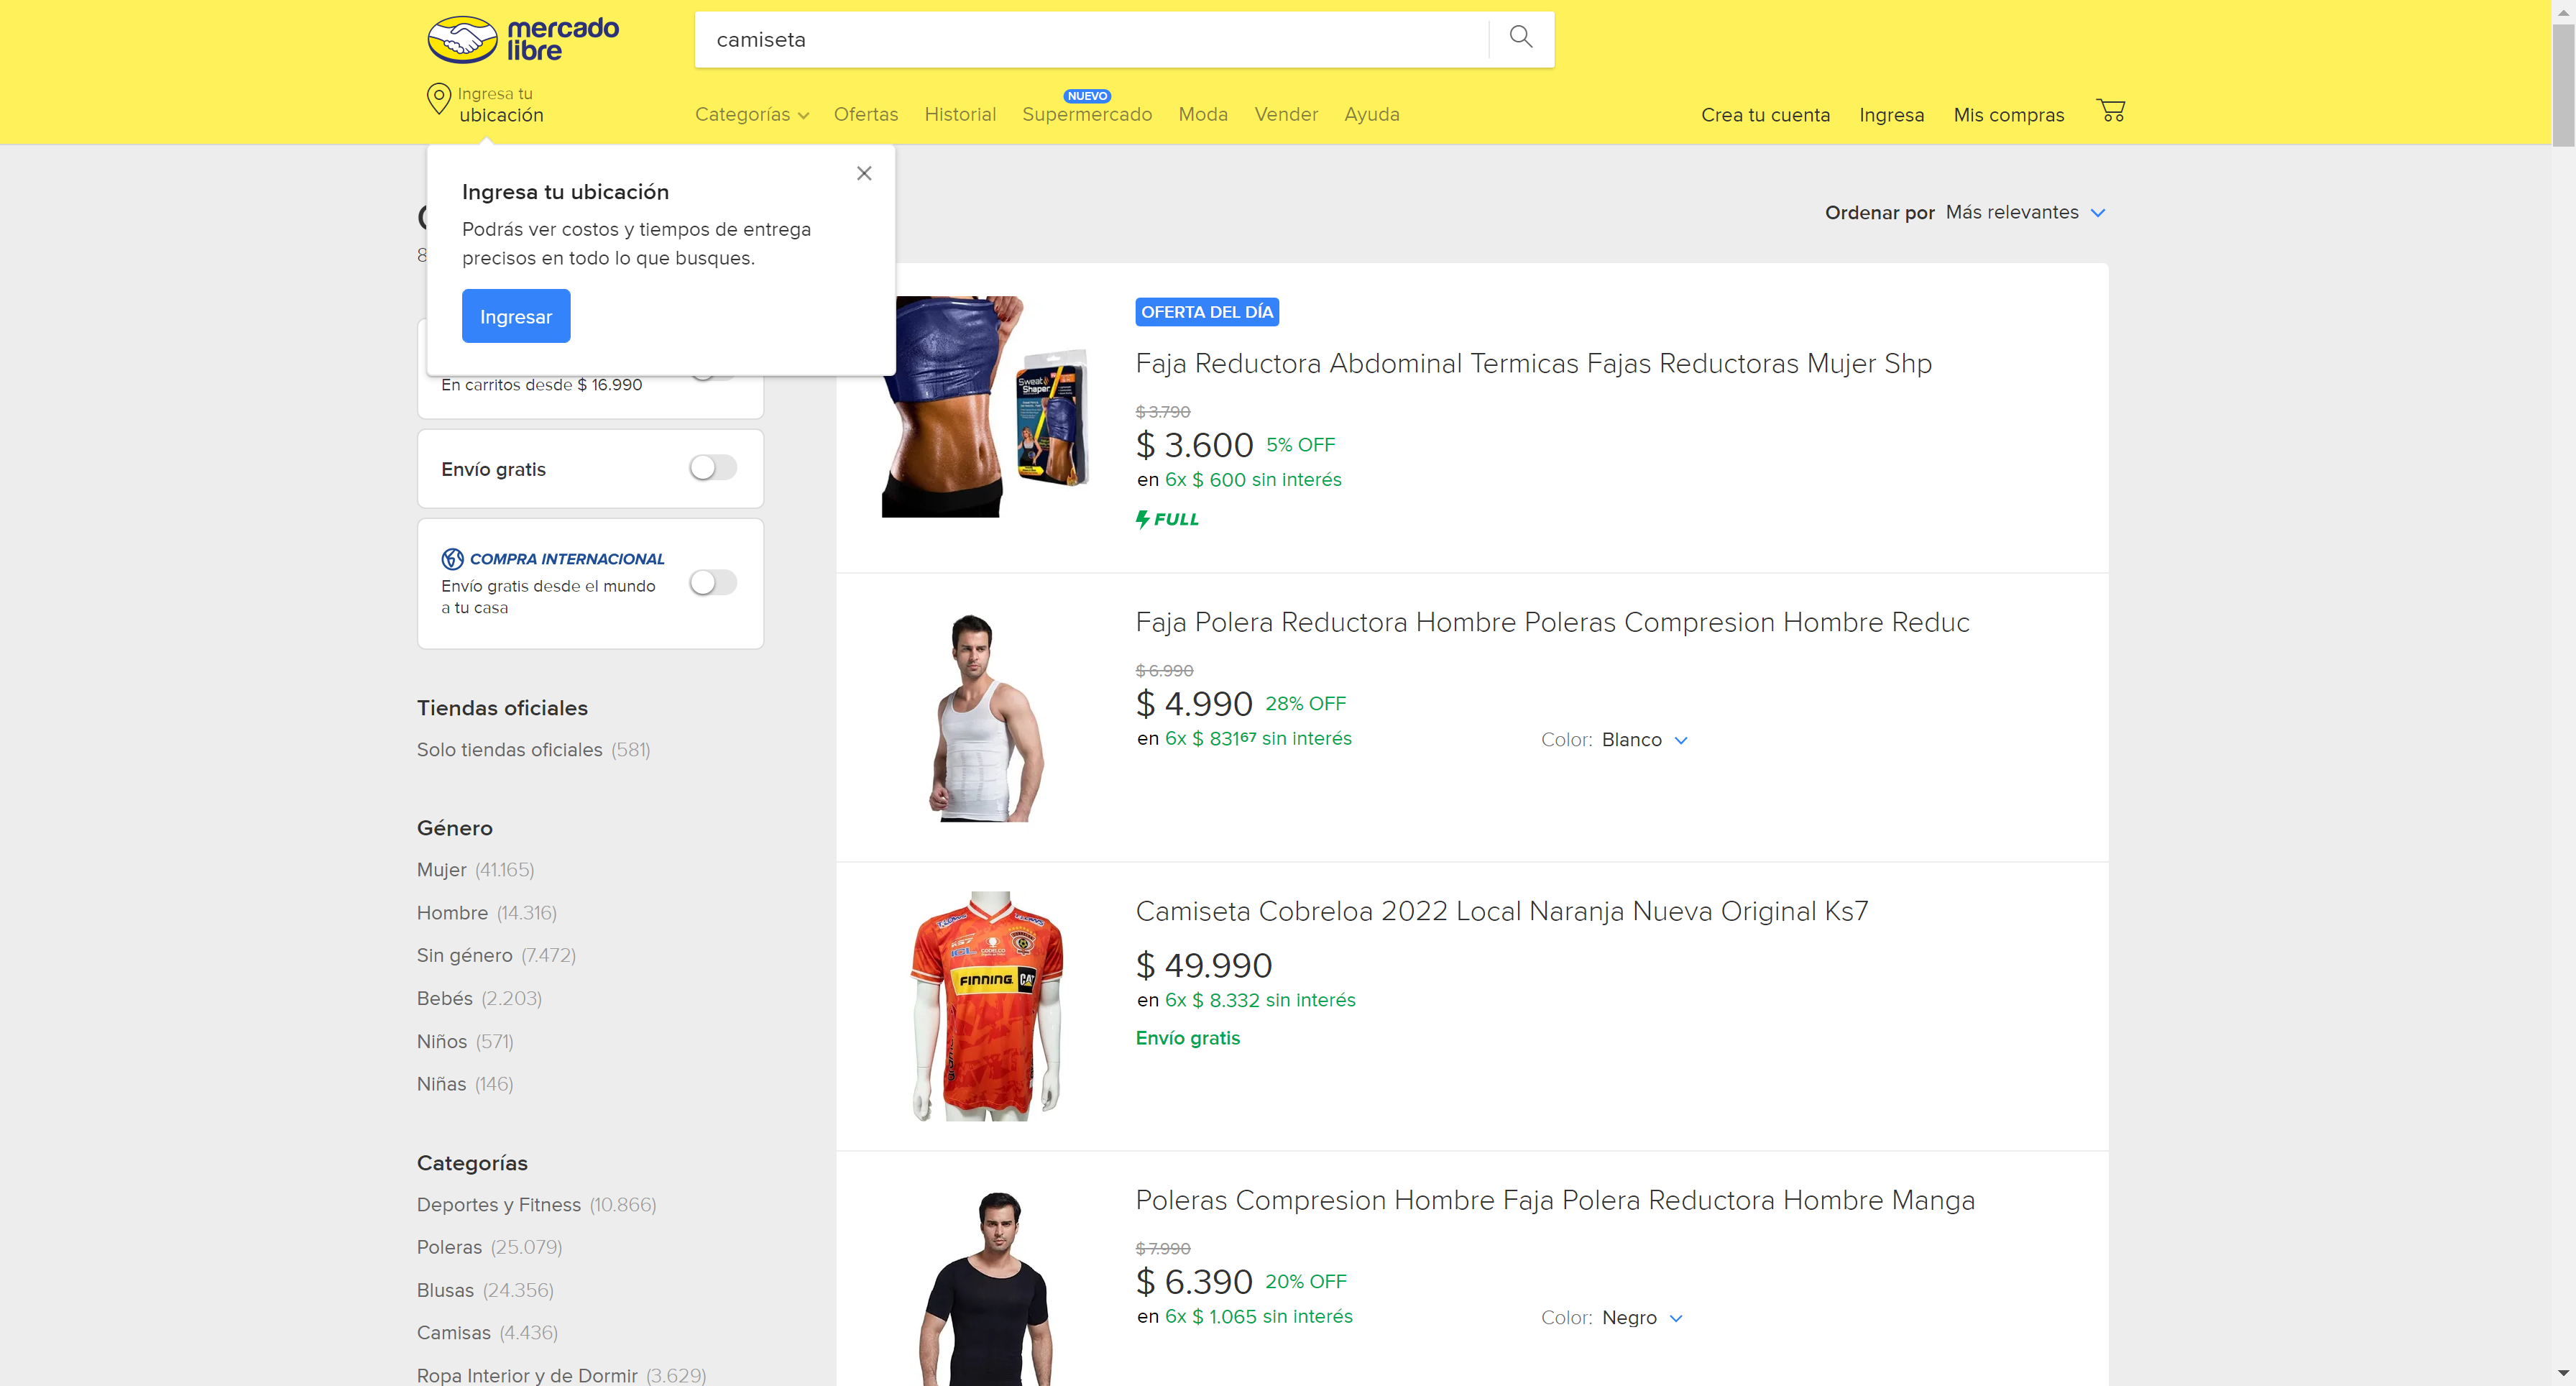 mercado
libre
camiseta
Ingresa tu
ubicación
Categorías
Ofertas
Historial
NUEVO
Supermercado
Moda
Vender
Ayuda
Crea tu cuenta
Ingresa
Mis compras
Ingresa tu ubicación
Podrás ver costos y tiempos de entrega
precisos en todo lo que busques.
Ingresar
Ordenar por Más relevantes
En carritos desde $ 16.990
Envío gratis
COMPRA INTERNACIONAL
Envío gratis desde el mundo
a tu casa
Tiendas oficiales
Solo tiendas oficiales (581)
Género
Mujer (41.165)
Hombre (14.316)
Sin género (7.472)
Bebés (2.203)
Niños (571)
Niñas (146)
Categorías
Deportes y Fitness (10.866)
Poleras (25.079)
Blusas (24.356)
Camisas (4.436)
Ropa Interior y de Dormir (3.629)
Sweat
Shaper
OFERTA DEL DÍA
Faja Reductora Abdominal Termicas Fajas Reductoras Mujer Shp
$ 3.790
$ 3.600 5% OFF
en 6x $ 600 sin interés
FULL
Faja Polera Reductora Hombre Poleras Compresion Hombre Reduc
$ 6.990
$ 4.990 28% OFF
en 6x $ 831 67 sin interés
Color: Blanco
FINNING CAT
Camiseta Cobreloa 2022 Local Naranja Nueva Original Ks7
$ 49.990
en 6x $ 8.332 sin interés
Envío gratis
Poleras Compresion Hombre Faja Polera Reductora Hombre Manga
$ 7.990
$ 6.390 20% OFF
en 6x $ 1.065 sin interés
Color: Negro